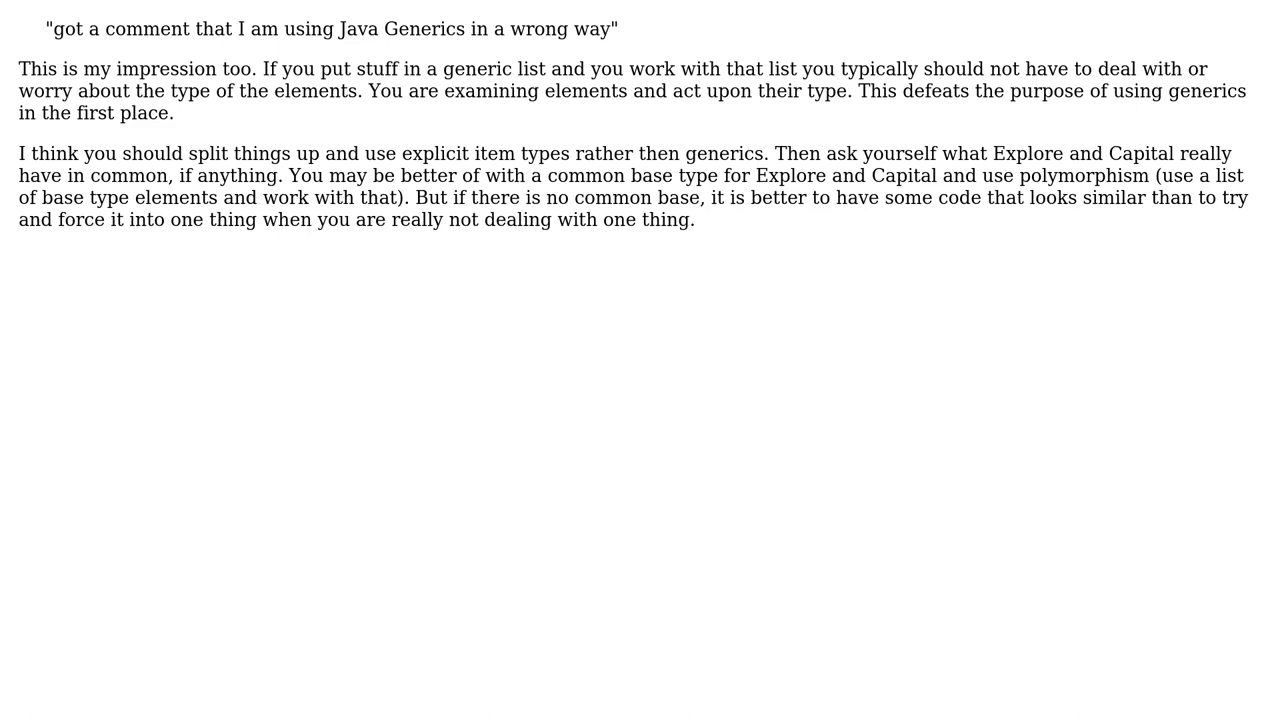 "got a comment that I am using Java Generics in a wrong way"
This is my impression too. If you put stuff in a generic list and you work with that list you typically should not have to deal with or
worry about the type of the elements. You are examining elements and act upon their type. This defeats the purpose of using generics
in the first place.
I think you should split things up and use explicit item types rather then generics. Then ask yourself what Explore and Capital really
have in common, if anything. You may be better of with a common base type for Explore and Capital and use polymorphism (use a list
of base type elements and work with that). But if there is no common base, it is better to have some code that looks similar than to try
and force it into one thing when you are really not dealing with one thing.